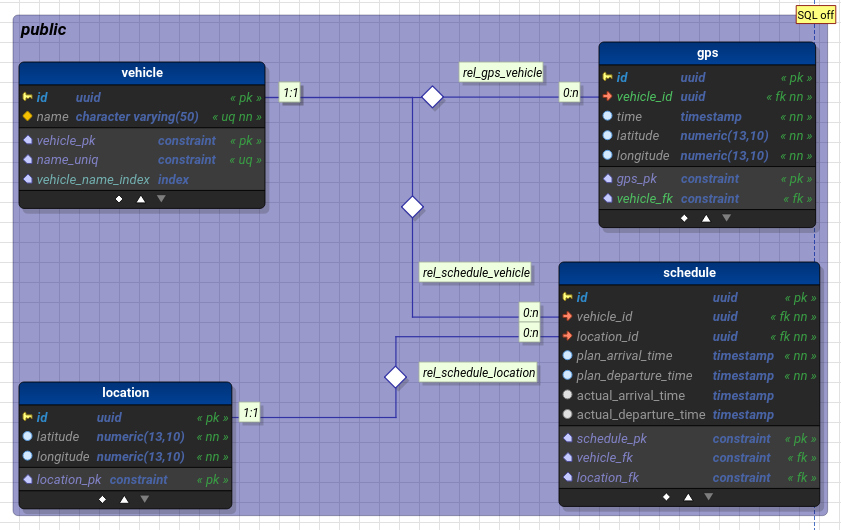 SQL off
public
vehicle
id uuid « pk »
name character varying(50) « uq nn »
vehicle_pk constraint « pk »
name_uniq constraint « uq »
vehicle_name_index index
1:1
rel_gps_vehicle
0:n
gps
id uuid « pk »
vehicle_id uuid « fk nn »
time timestamp « nn »
latitude numeric(13,10) « nn »
longitude numeric(13,10) « nn »
gps_pk constraint « pk »
vehicle_fk constraint « fk »
rel_schedule_vehicle
0:n
0:n
rel_schedule_location
schedule
id uuid « pk »
vehicle_id uuid « fk nn »
location_id uuid « fk nn »
plan_arrival_time timestamp « nn »
plan_departure_time timestamp « nn »
actual_arrival_time timestamp
actual_departure_time timestamp
schedule_pk constraint « pk »
vehicle_fk constraint « fk »
location_fk constraint « fk »
location
id uuid « pk »
latitude numeric(13,10) « nn »
longitude numeric(13,10) « nn »
location_pk constraint « pk »
1:1